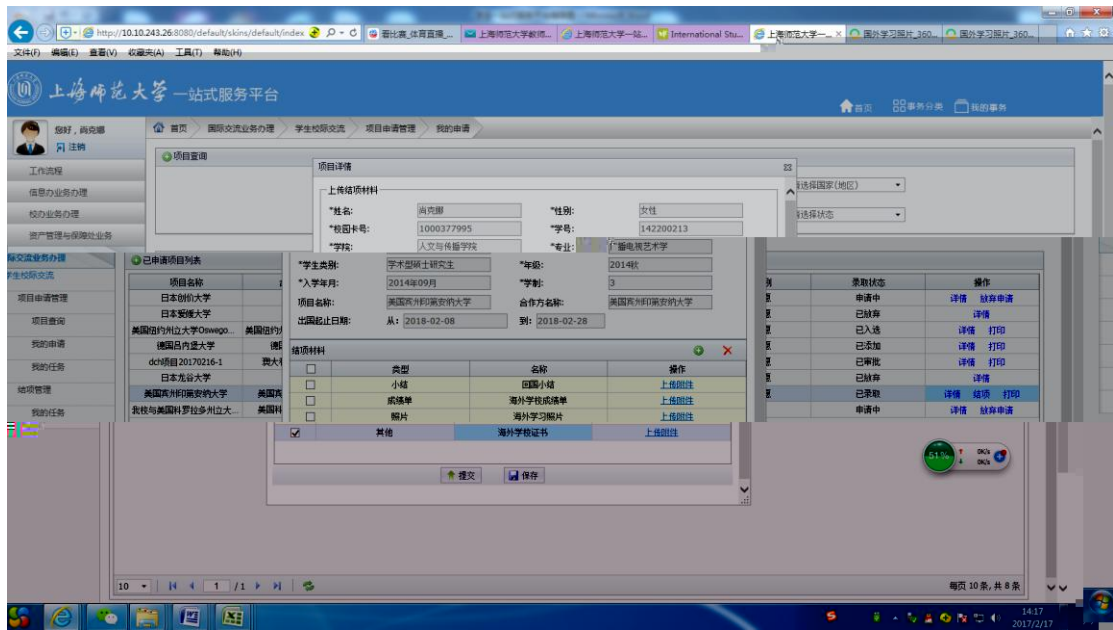 http://10.10.243.26:8080/default/skins/default/index
看比赛_体育直播_...
上海师范大学教师...
上海师范大学一站...
International Stu...
上海师范大学一...
国外学习照片_360...
国外学习照片_360...
文件(F) 编辑(E) 查看(V) 收藏夹(A) 工具(T) 帮助(H)
上海师范大学 一站式服务平台
首页 事务分类 我的事务
您好，尚克娜
注销
首页 国际交流业务办理 学生校际交流 项目申请管理 我的申请
工作流程
信息办业务办理
校办业务办理
资产管理与保障处业务
际交流业务办理
学生校际交流
项目申请管理
项目查询
我的申请
我的任务
结项管理
我的任务
项目查询
选择国家(地区)
选择状态
项目详情
上传结项材料
*姓名: 尚克娜 *性别: 女性
*校园卡号: 1000377995 *学号: 142200213
*学院: 人文与传播学院 *专业: 广播电视艺术学
*学生类别: 学术型硕士研究生 *年级: 2014秋
*入学年月: 2014年09月 *学制: 3
项目名称: 美国宾州印第安纳大学 合作方名称: 美国宾州印第安纳大学
出国起止日期: 从: 2018-02-08 到: 2018-02-28
结项材料
类型 名称 操作
小结 回国小结 上传附件
成绩单 海外学校成绩单 上传附件
照片 海外学习照片 上传附件
其他 海外学校证书 上传附件
提交 保存
已申请项目列表
项目名称 录取状态 操作
日本创价大学 申请中 详情 放弃申请
日本爱媛大学 已放弃 详情
美国纽约州立大学Oswego... 美国纽约 已入选 详情 打印
德国吕内堡大学 已添加 详情 打印
dch项目20170216-1 已审批 详情 打印
日本龙谷大学 已放弃 详情
美国宾州印第安纳大学 美国宾 已录取 详情 结项 打印
我校与美国科罗拉多州立大... 美国科 申请中 详情 放弃申请
51%
0K/s
0K/s
10 1 /1
每页 10 条, 共 8 条
14:17
2017/2/17